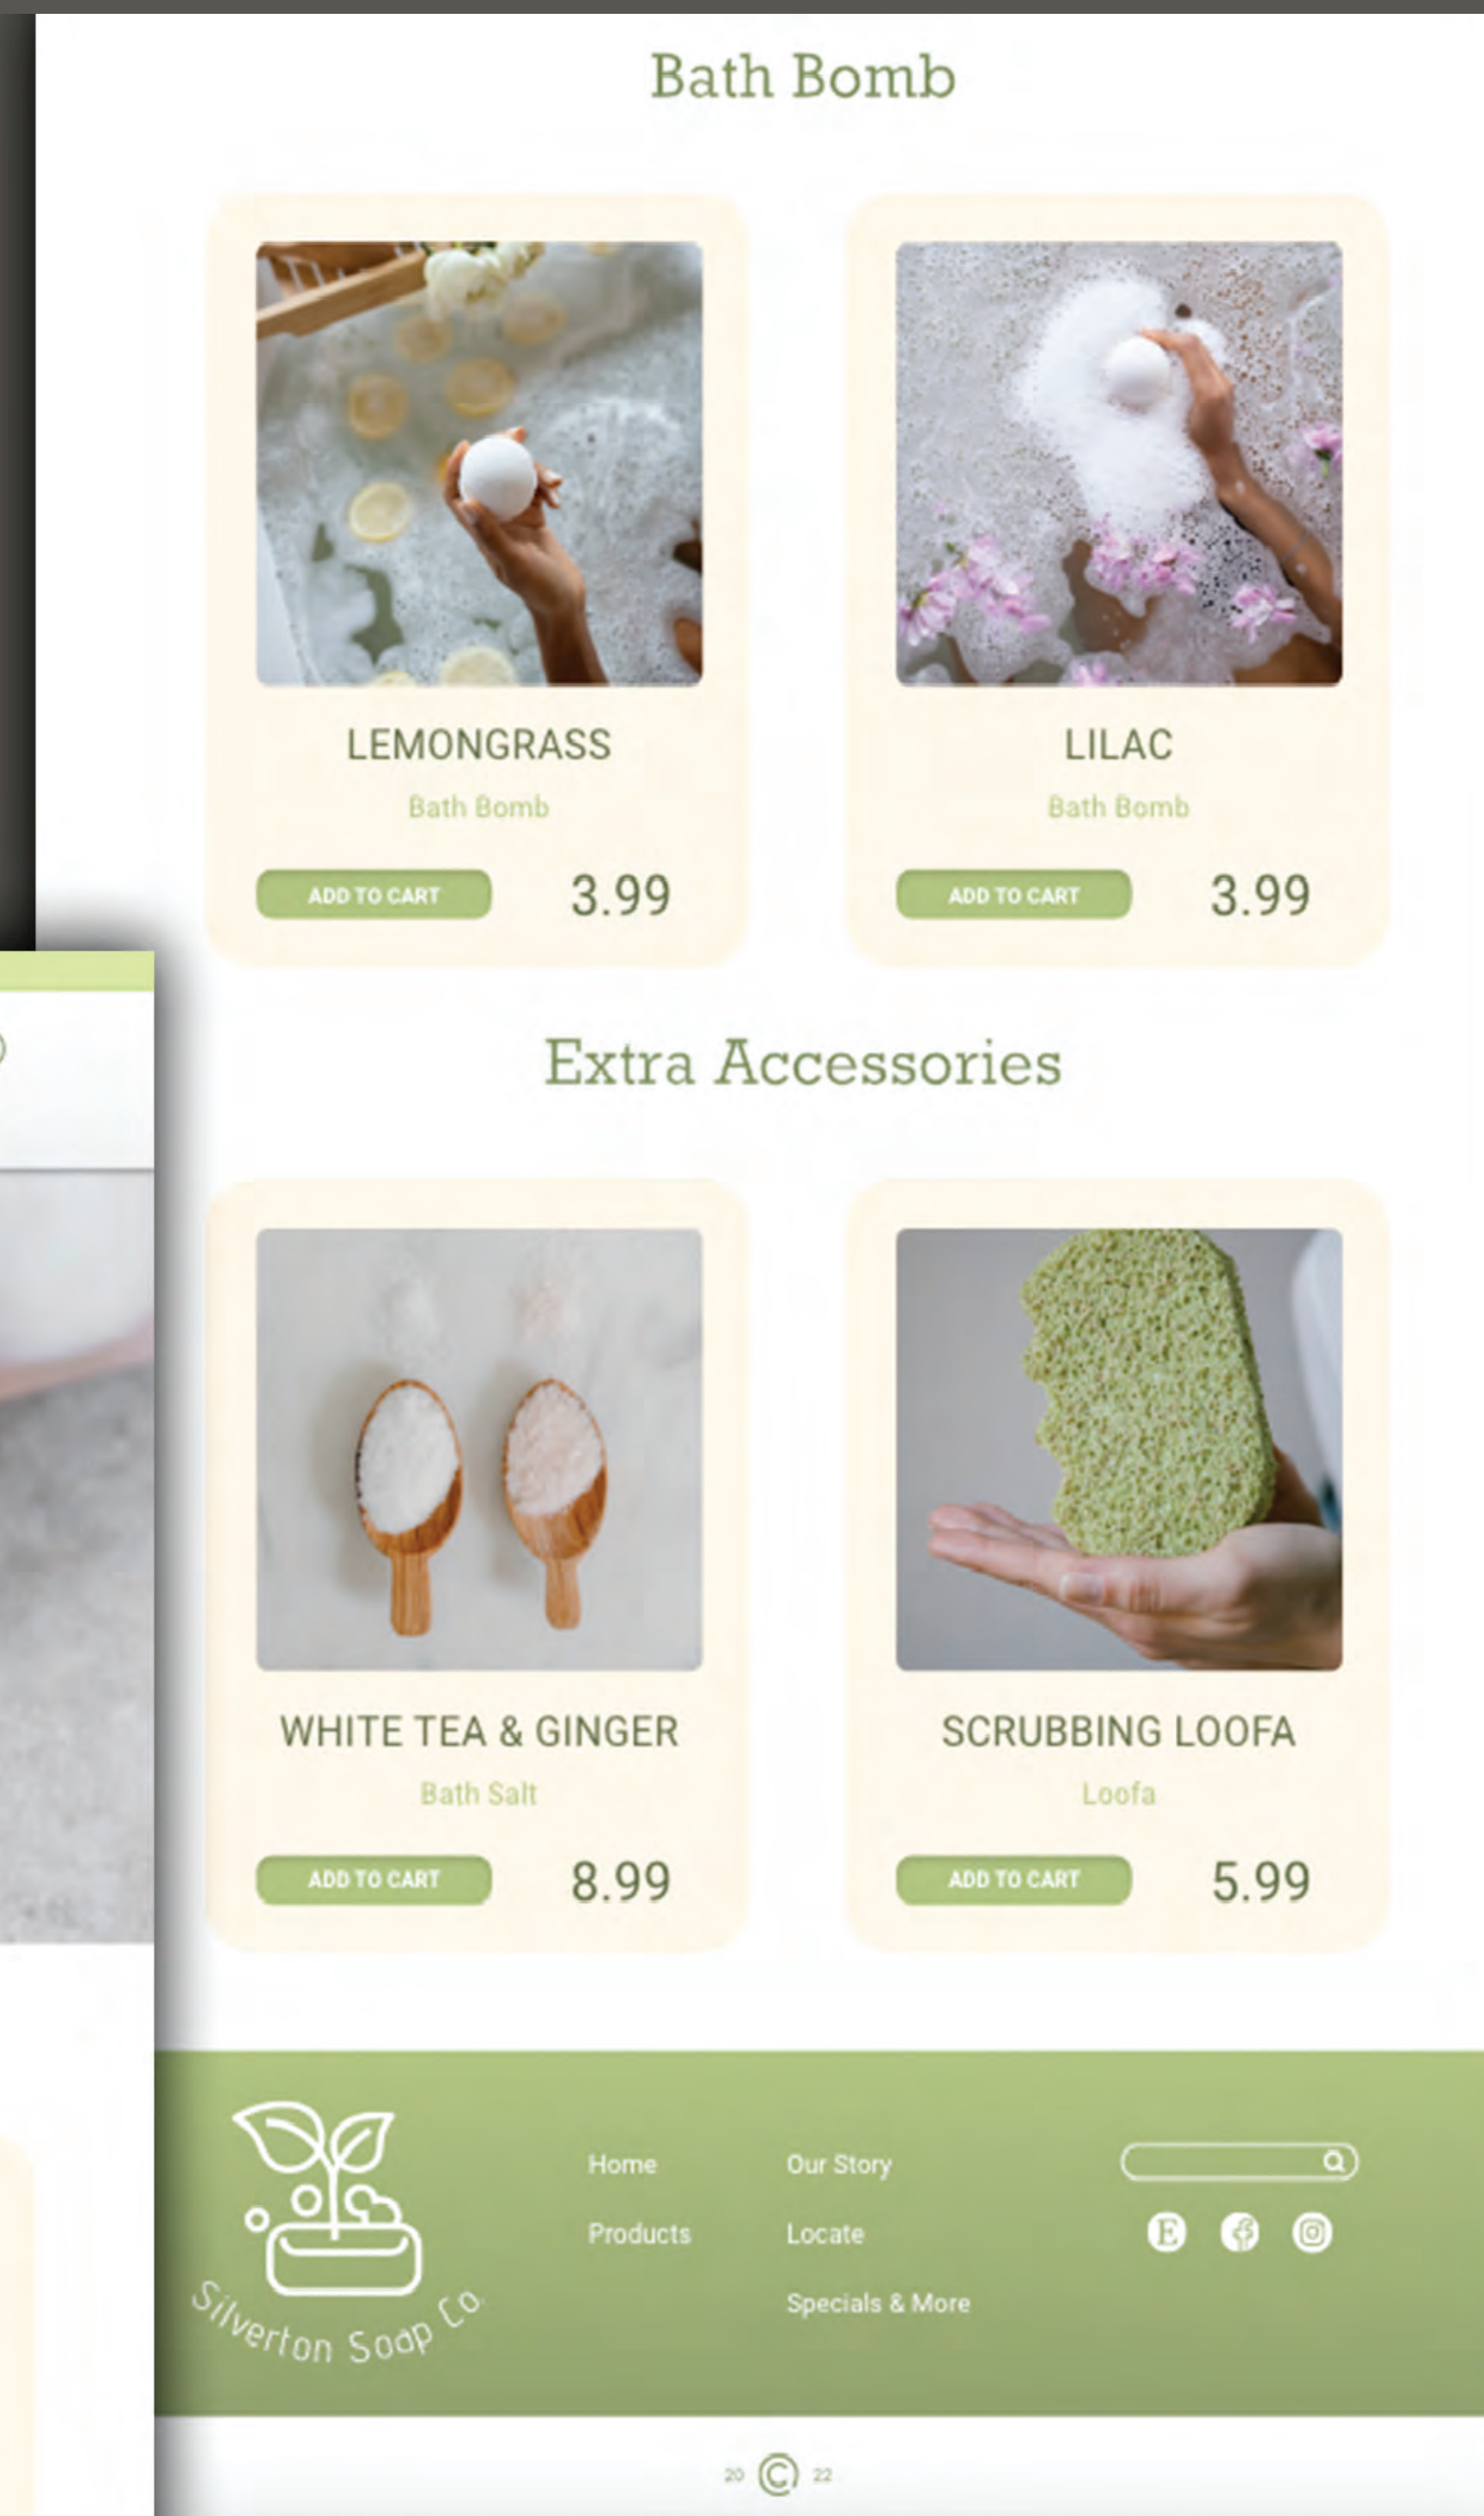 Bath Bomb
LEMONGRASS
Bath Bomb
ADD TO CART 3.99
LILAC
Bath Bomb
ADD TO CART 3.99
Extra Accessories
WHITE TEA & GINGER
Bath Salt
ADD TO CART 8.99
SCRUBBING LOOFA
Loofa
ADD TO CART 5.99
Silverton Soap Co.
Home
Products
Our Story
Locate
Specials & More
E f
20 © 22